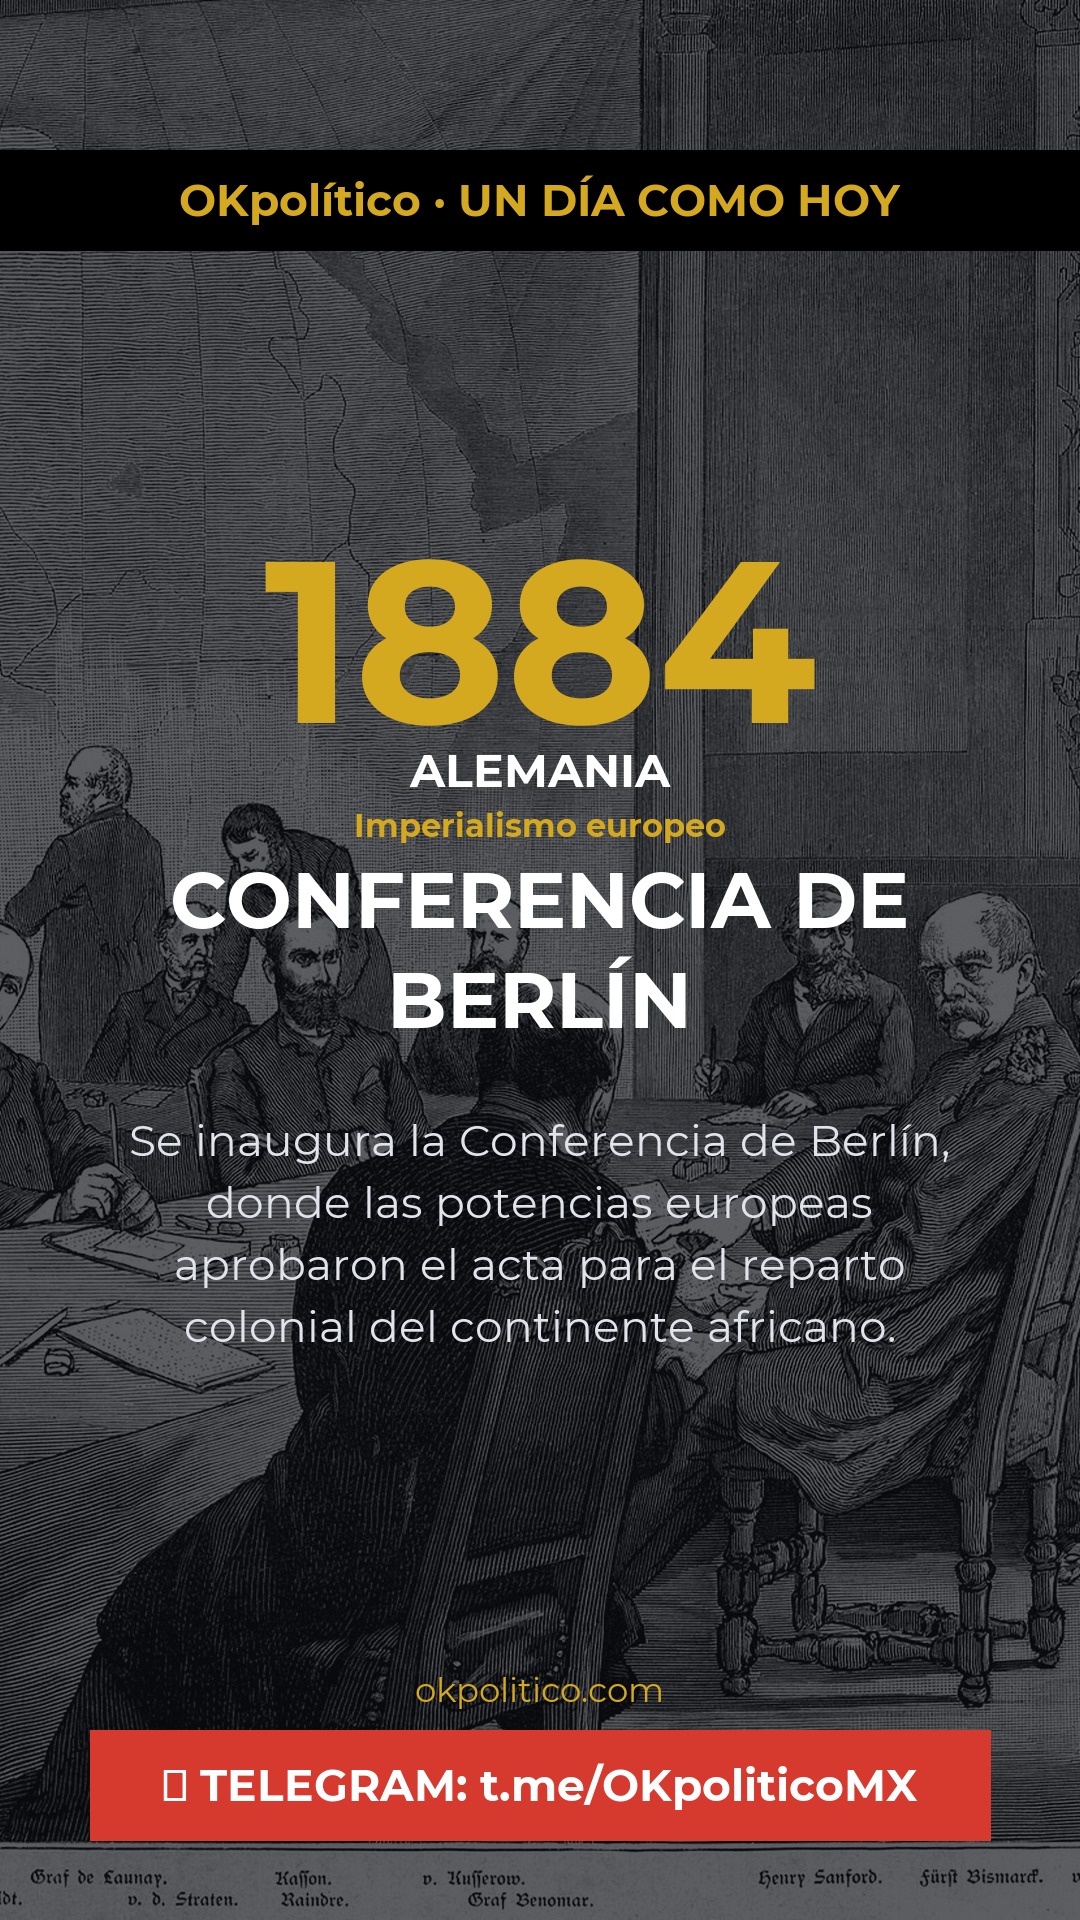 OKpolítico · UN DÍA COMO HOY
1884
ALEMANIA
Imperialismo europeo
CONFERENCIA DE
BERLÍN
Se inaugura la Conferencia de Berlín,
donde las potencias europeas
aprobaron el acta para el reparto
colonial del continente africano.
okpolitico.com
TELEGRAM: t.me/OKpoliticoMX
Graf de Launay. Kasson. v. Kusserow. Henry Sanford. Fürst Bismarck.
v. d. Straten. Raindre. Graf Benomar.